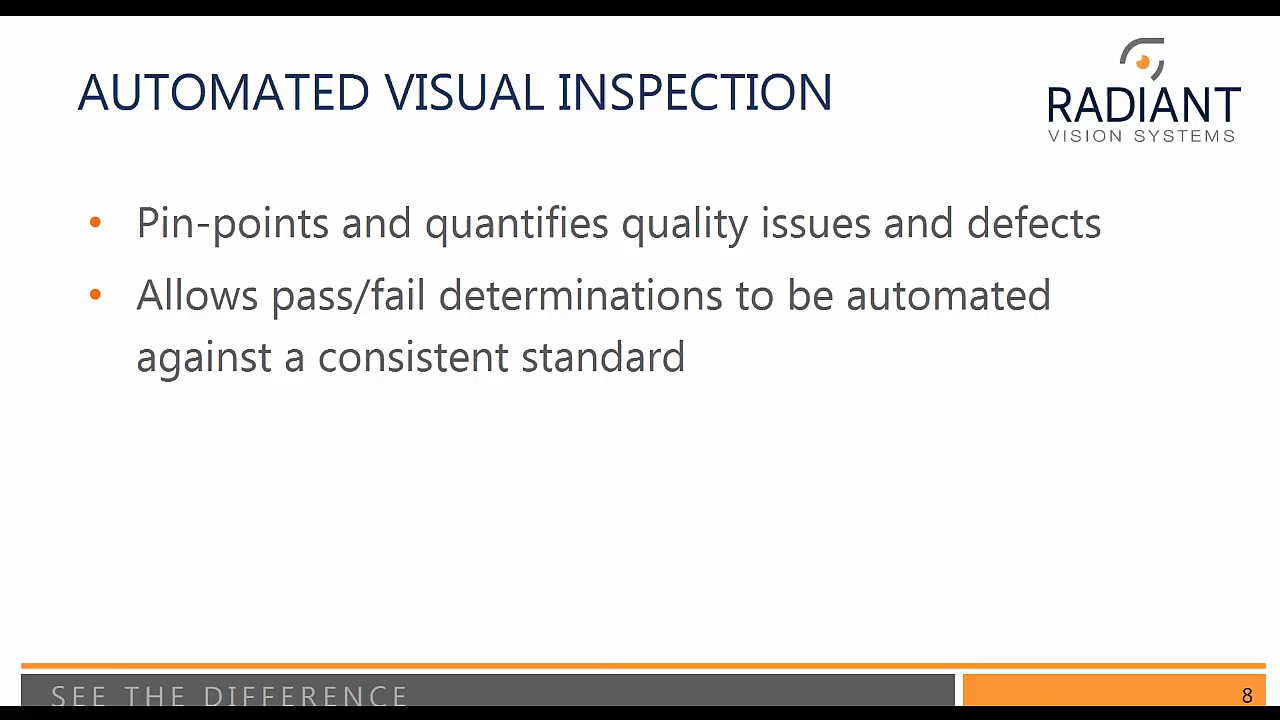 AUTOMATED VISUAL INSPECTION
RADIANT
VISION SYSTEMS
• Pin-points and quantifies quality issues and defects
• Allows pass/fail determinations to be automated
against a consistent standard
SEE THE DIFFERENCE
8